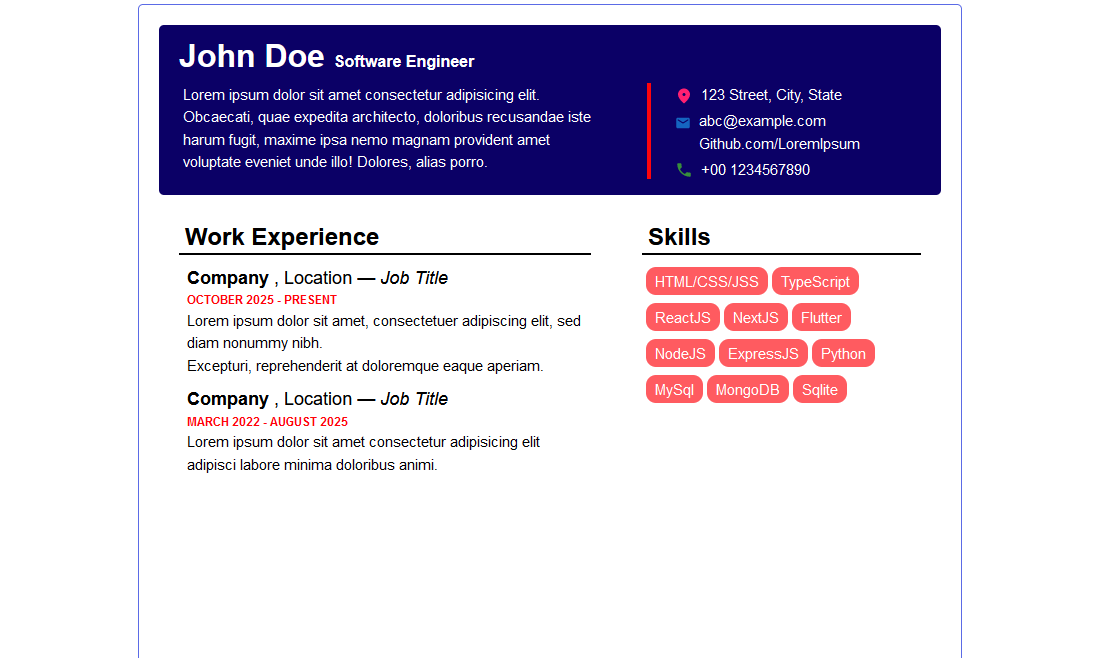 John Doe Software Engineer
Lorem ipsum dolor sit amet consectetur adipisicing elit.
Obcaecati, quae expedita architecto, doloribus recusandae iste
harum fugit, maxime ipsa nemo magnam provident amet
voluptate eveniet unde illo! Dolores, alias porro.
123 Street, City, State
abc@example.com
Github.com/LoremIpsum
+00 1234567890
Work Experience
Company , Location — Job Title
OCTOBER 2025 - PRESENT
Lorem ipsum dolor sit amet, consectetuer adipiscing elit, sed
diam nonummy nibh.
Excepturi, reprehenderit at doloremque eaque aperiam.
Company , Location — Job Title
MARCH 2022 - AUGUST 2025
Lorem ipsum dolor sit amet consectetur adipisicing elit
adipisci labore minima doloribus animi.
Skills
HTML/CSS/JSS TypeScript
ReactJS NextJS Flutter
NodeJS ExpressJS Python
MySql MongoDB Sqlite